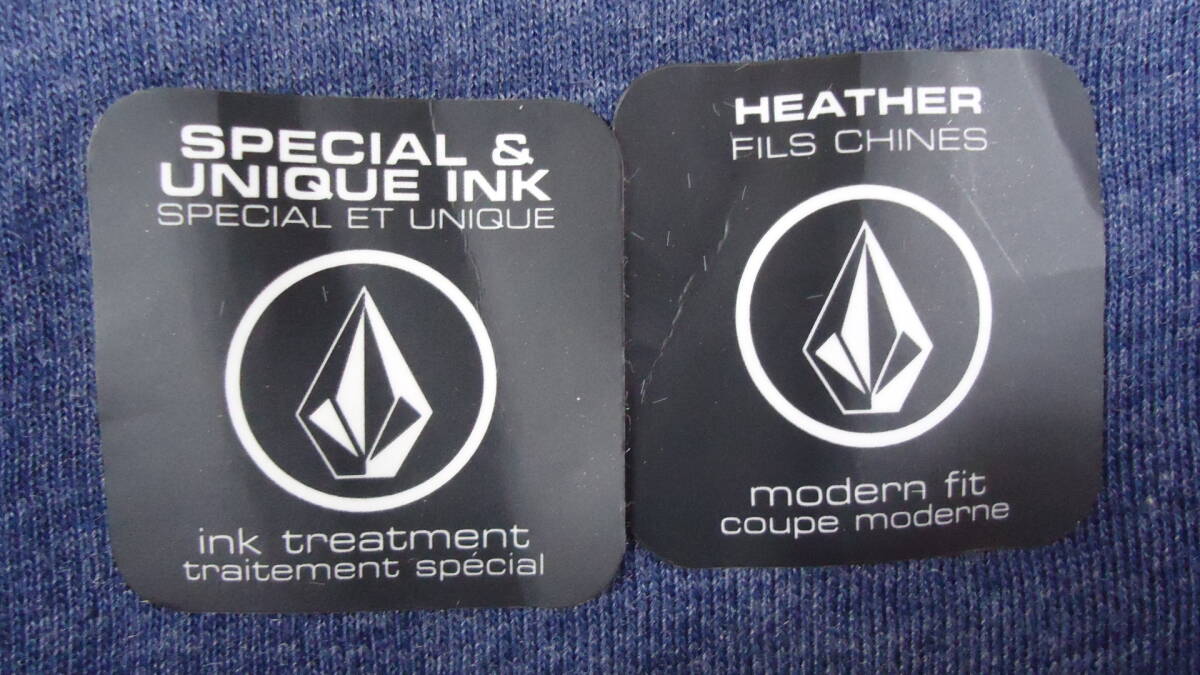 SPECIAL &
UNIQUE INK
SPECIAL ET UNIQUE
ink treatment
traitement spécial
HEATHER
FILS CHINÉS
modern fit
coupe moderne